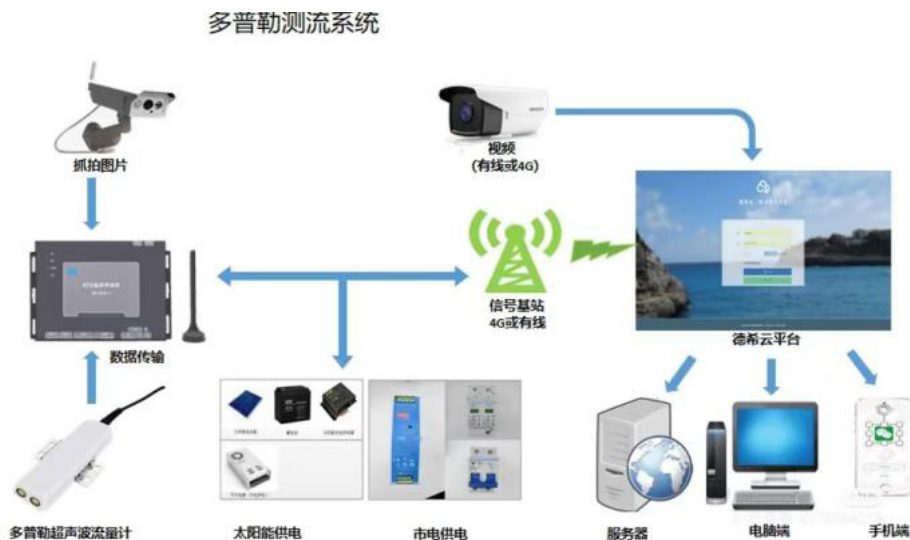 多普勒测流系统
抓拍图片
视频
（有线或4G）
信号基站
4G或有线
数据传输
德希云平台
多普勒超声波流量计
太阳能供电
市电供电
服务器
电脑端
手机端